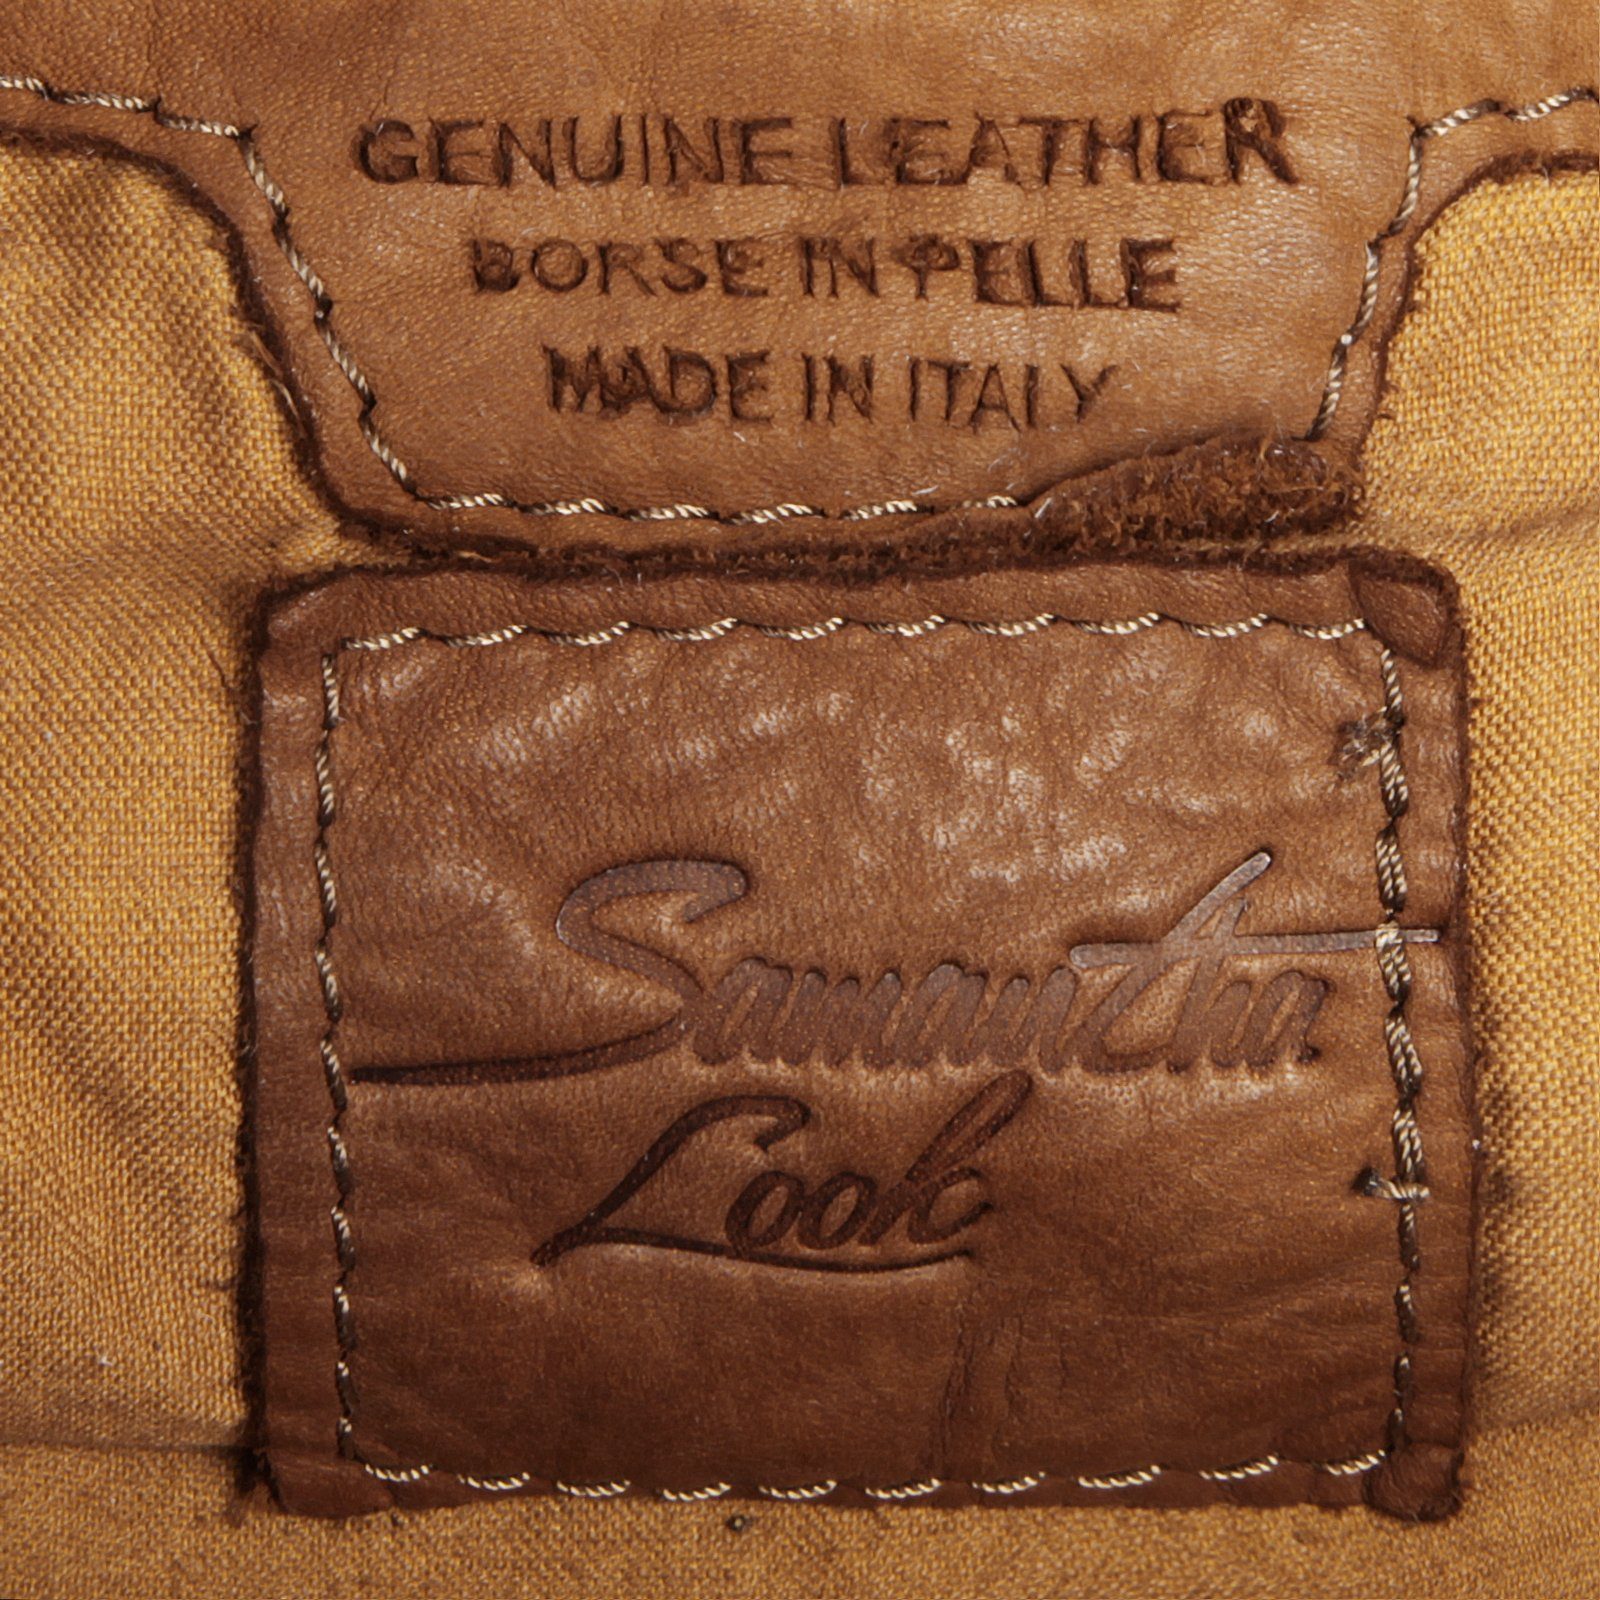 GENUINE LEATHER
BORSE IN PELLE
MADE IN ITALY
Samantha
Look